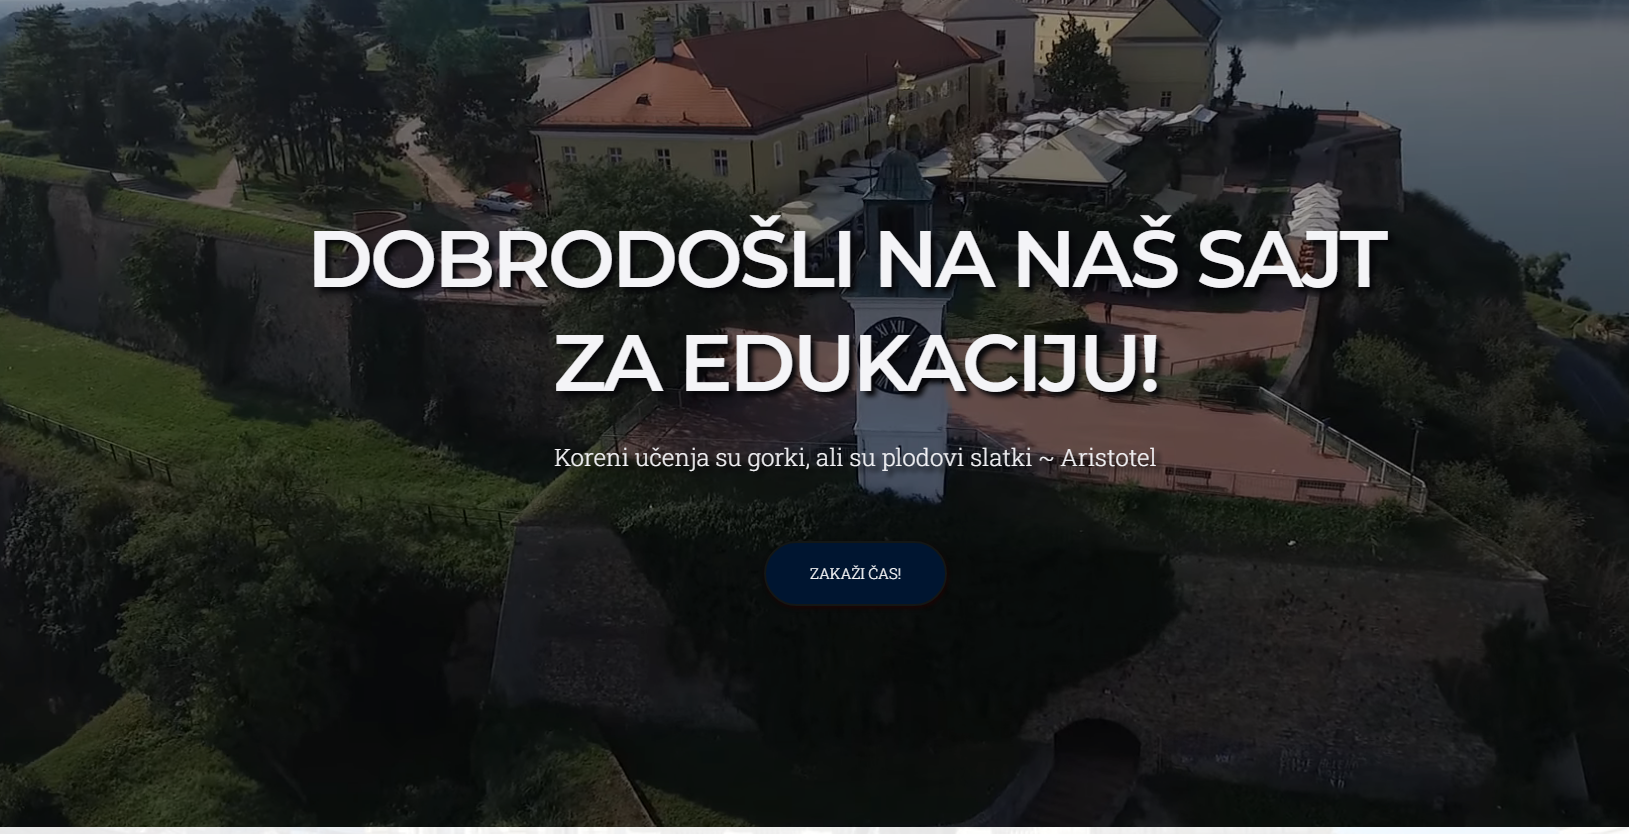 DOBRODOŠLI NA NAŠ SAJT
ZA EDUKACIJU!
Koreni učenja su gorki, ali su plodovi slatki ~ Aristotel
ZAKAŽI ČAS!